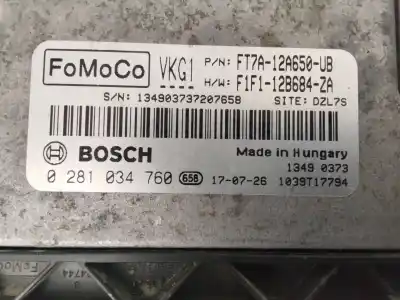 FoMoCo VKG1 P/N: FT7A-12A650-UB
H/W: F1F1-12B684-ZA
S/N: 134903737207658 SITE: DZL7S
BOSCH Made in Hungary
1349 0373
0 281 034 760 658 17-07-26 1039T17794
FoMoC